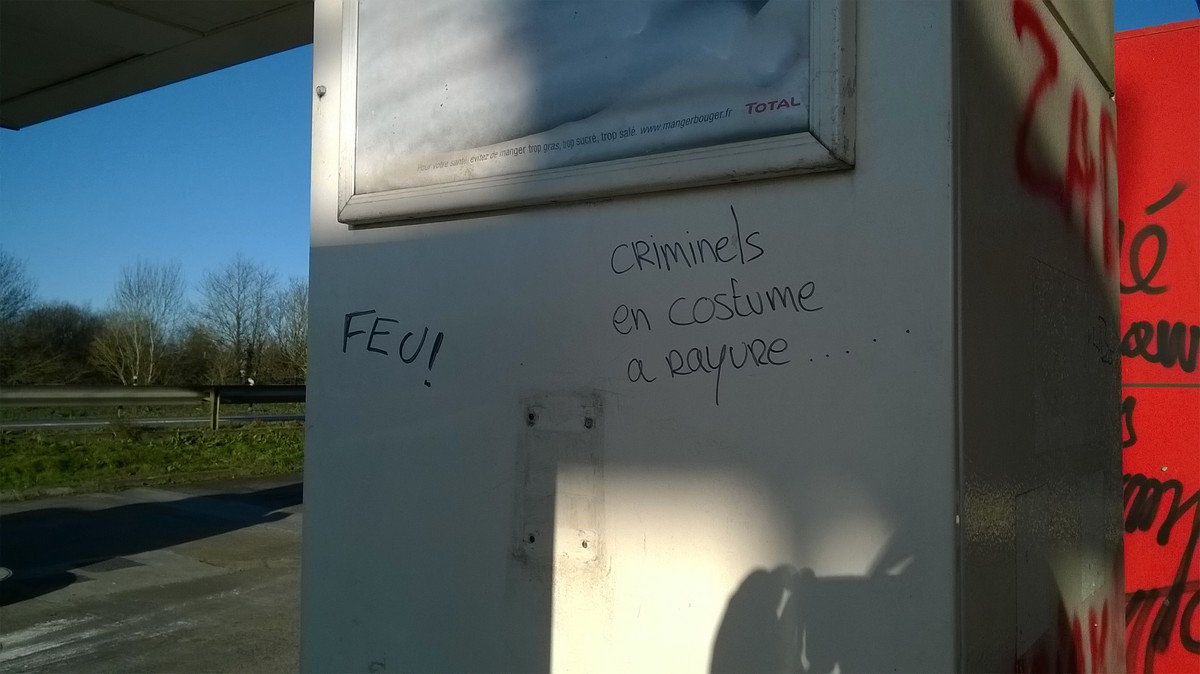 Pour votre santé, évitez de manger trop gras, trop sucré, trop salé. www.mangerbouger.fr
TOTAL
CRiminels
en costume
a RAYURE.....
FEU!
ZAD
é